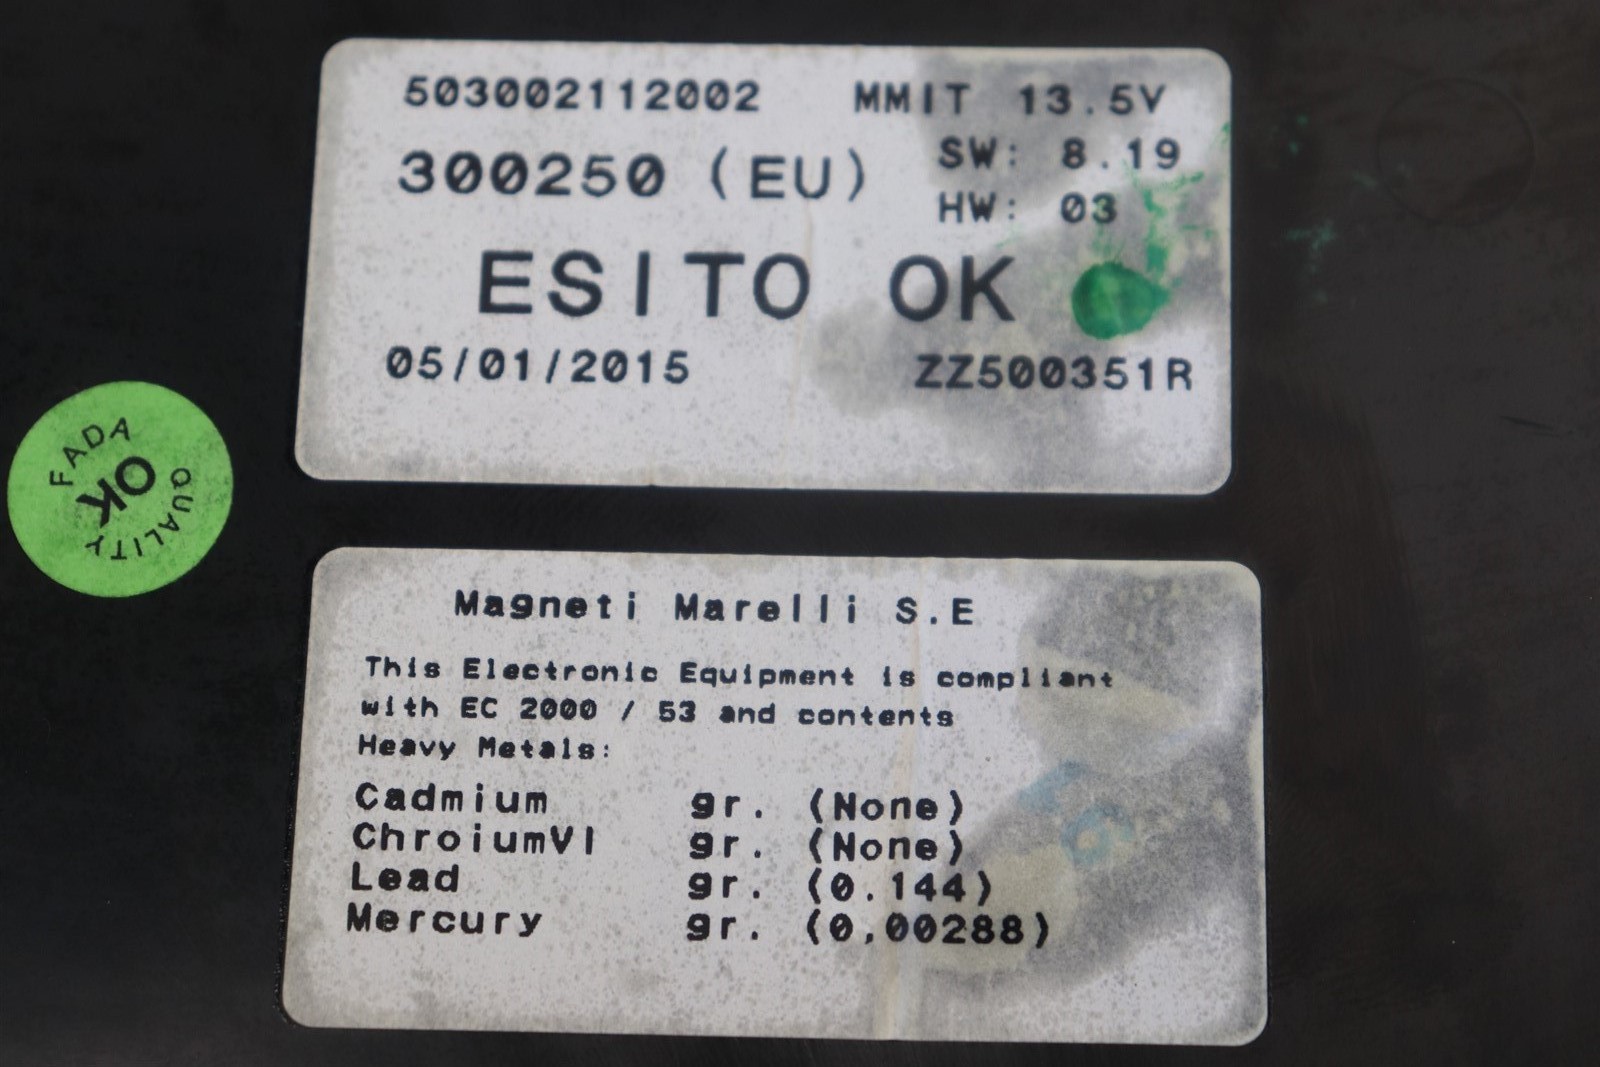 503002112002 MMIT 13.5V
300250 (EU) SW: 8.19
HW: 03
ESITO OK
05/01/2015 ZZ500351R
FADA
OK
QUALITY
Magneti Marelli S.E
This Electronic Equipment is compliant
with EC 2000 / 53 and contents
Heavy Metals:
Cadmium gr. (None)
ChroiumVI gr. (None)
Lead gr. (0.144)
Mercury gr. (0,00288)